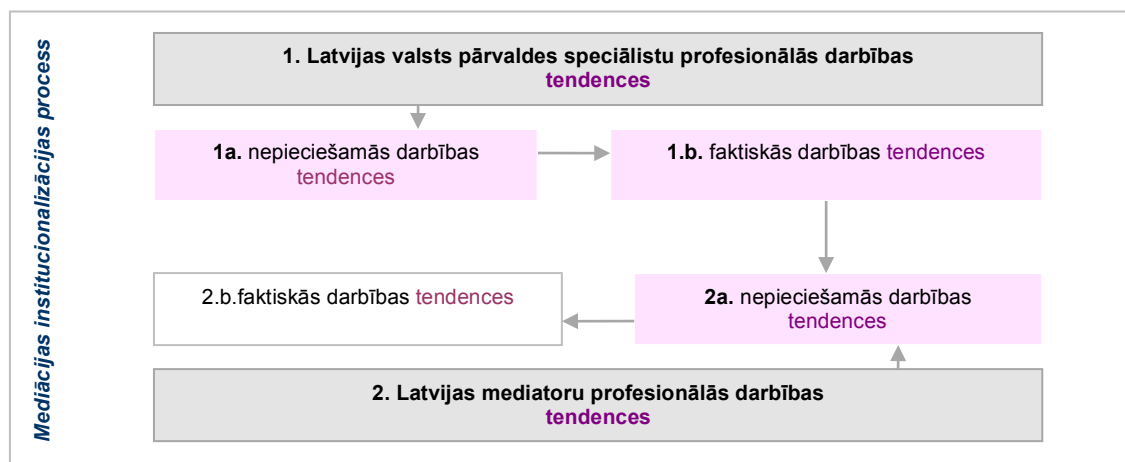 Mediācijas institucionalizācijas process
1. Latvijas valsts pārvaldes speciālistu profesionālās darbības
tendences
1a. nepieciešamās darbības
tendences
1.b. faktiskās darbības tendences
2.b.faktiskās darbības tendences
2a. nepieciešamās darbības
tendences
2. Latvijas mediatoru profesionālās darbības
tendences